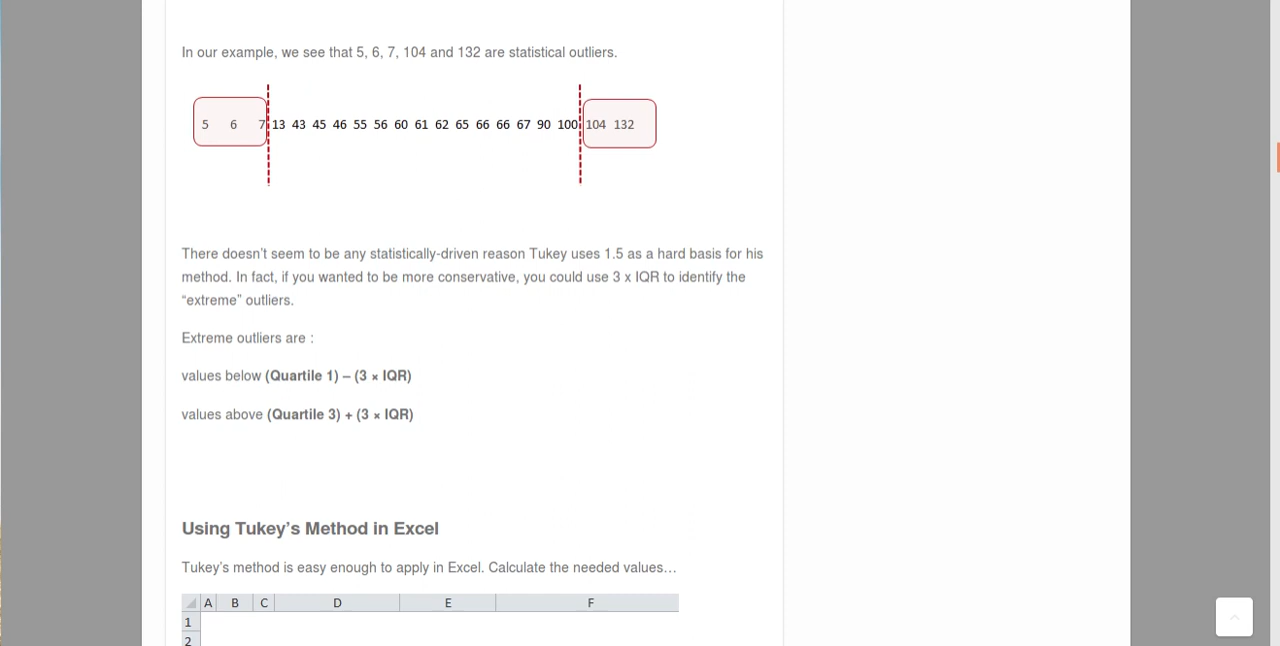 In our example, we see that 5, 6, 7, 104 and 132 are statistical outliers.
5 6 7 13 43 45 46 55 56 60 61 62 65 66 66 67 90 100 104 132
There doesn’t seem to be any statistically-driven reason Tukey uses 1.5 as a hard basis for his
method. In fact, if you wanted to be more conservative, you could use 3 x IQR to identify the
“extreme” outliers.
Extreme outliers are :
values below (Quartile 1) – (3 × IQR)
values above (Quartile 3) + (3 × IQR)
Using Tukey’s Method in Excel
Tukey’s method is easy enough to apply in Excel. Calculate the needed values…
A B C D E F
1
2